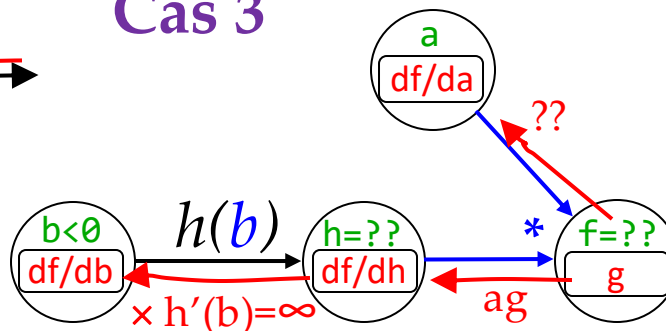 Cas 3
a
df/da
??
b<0
h(b)
h=??
*
f=??
df/db
df/dh
g
× h’(b)=∞
ag